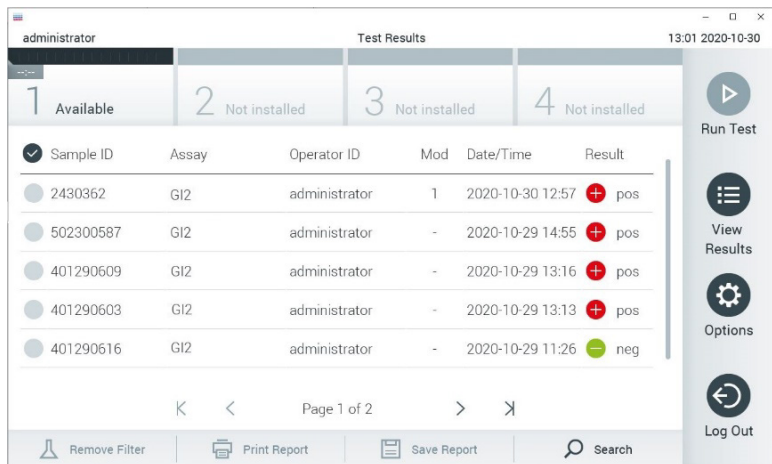 administrator Test Results 13:01 2020-10-30
--:--
1 Available 2 Not installed 3 Not installed 4 Not installed
Run Test
Sample ID Assay Operator ID Mod Date/Time Result
2430362 GI2 administrator 1 2020-10-30 12:57 + pos
502300587 GI2 administrator - 2020-10-29 14:55 + pos
401290609 GI2 administrator - 2020-10-29 13:16 + pos
401290603 GI2 administrator - 2020-10-29 13:13 + pos
401290616 GI2 administrator - 2020-10-29 11:26 − neg
View
Results
Options
Page 1 of 2
Log Out
Remove Filter Print Report Save Report Search